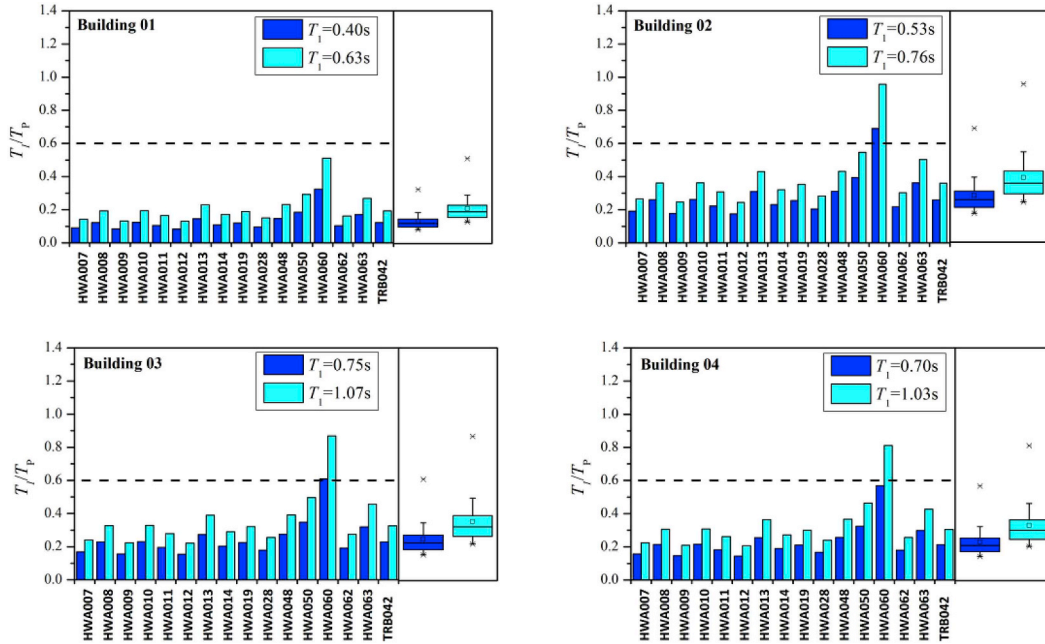 Building 01
T1=0.40s
T1=0.63s
1.4
1.2
1.0
0.8
0.6
0.4
0.2
0.0
TI/TP
HWA007
HWA008
HWA009
HWA010
HWA011
HWA012
HWA013
HWA014
HWA019
HWA028
HWA048
HWA050
HWA060
HWA062
HWA063
TRB042
Building 02
T1=0.53s
T1=0.76s
1.4
1.2
1.0
0.8
0.6
0.4
0.2
0.0
TI/TP
HWA007
HWA008
HWA009
HWA010
HWA011
HWA012
HWA013
HWA014
HWA019
HWA028
HWA048
HWA050
HWA060
HWA062
HWA063
TRB042
Building 03
T1=0.75s
T1=1.07s
1.4
1.2
1.0
0.8
0.6
0.4
0.2
0.0
TI/TP
HWA007
HWA008
HWA009
HWA010
HWA011
HWA012
HWA013
HWA014
HWA019
HWA028
HWA048
HWA050
HWA060
HWA062
HWA063
TRB042
Building 04
T1=0.70s
T1=1.03s
1.4
1.2
1.0
0.8
0.6
0.4
0.2
0.0
TI/TP
HWA007
HWA008
HWA009
HWA010
HWA011
HWA012
HWA013
HWA014
HWA019
HWA028
HWA048
HWA050
HWA060
HWA062
HWA063
TRB042